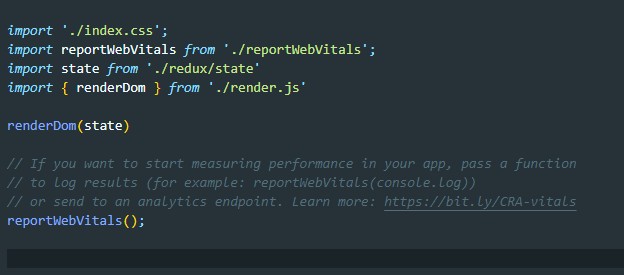 import './index.css';
import reportWebVitals from './reportWebVitals';
import state from './redux/state'
import { renderDom } from './render.js'
renderDom(state)
// If you want to start measuring performance in your app, pass a function
// to log results (for example: reportWebVitals(console.log))
// or send to an analytics endpoint. Learn more: https://bit.ly/CRA-vitals
reportWebVitals();